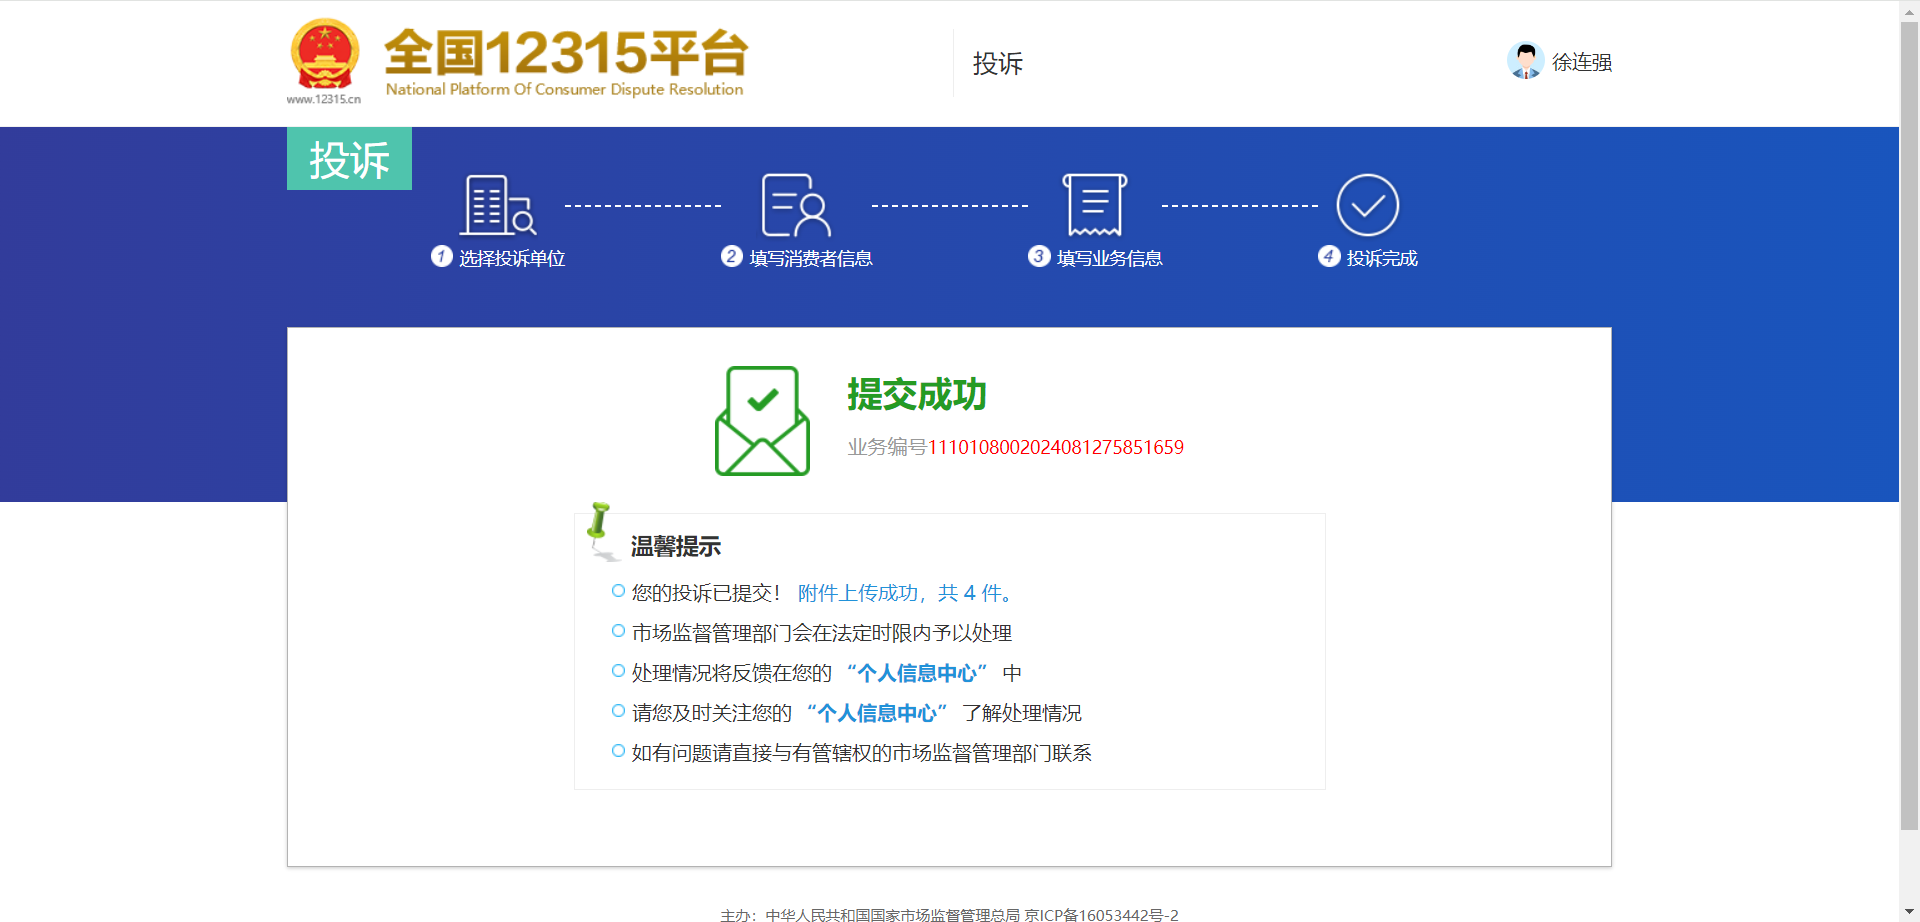 全国12315平台
National Platform Of Consumer Dispute Resolution
www.12315.cn
投诉
徐连强
投诉
1 选择投诉单位
2 填写消费者信息
3 填写业务信息
4 投诉完成
提交成功
业务编号1110108002024081275851659
温馨提示
您的投诉已提交！ 附件上传成功，共 4 件。
市场监督管理部门会在法定时限内予以处理
处理情况将反馈在您的 “个人信息中心” 中
请您及时关注您的 “个人信息中心” 了解处理情况
如有问题请直接与有管辖权的市场监督管理部门联系
主办：中华人民共和国国家市场监督管理总局 京ICP备16053442号-2